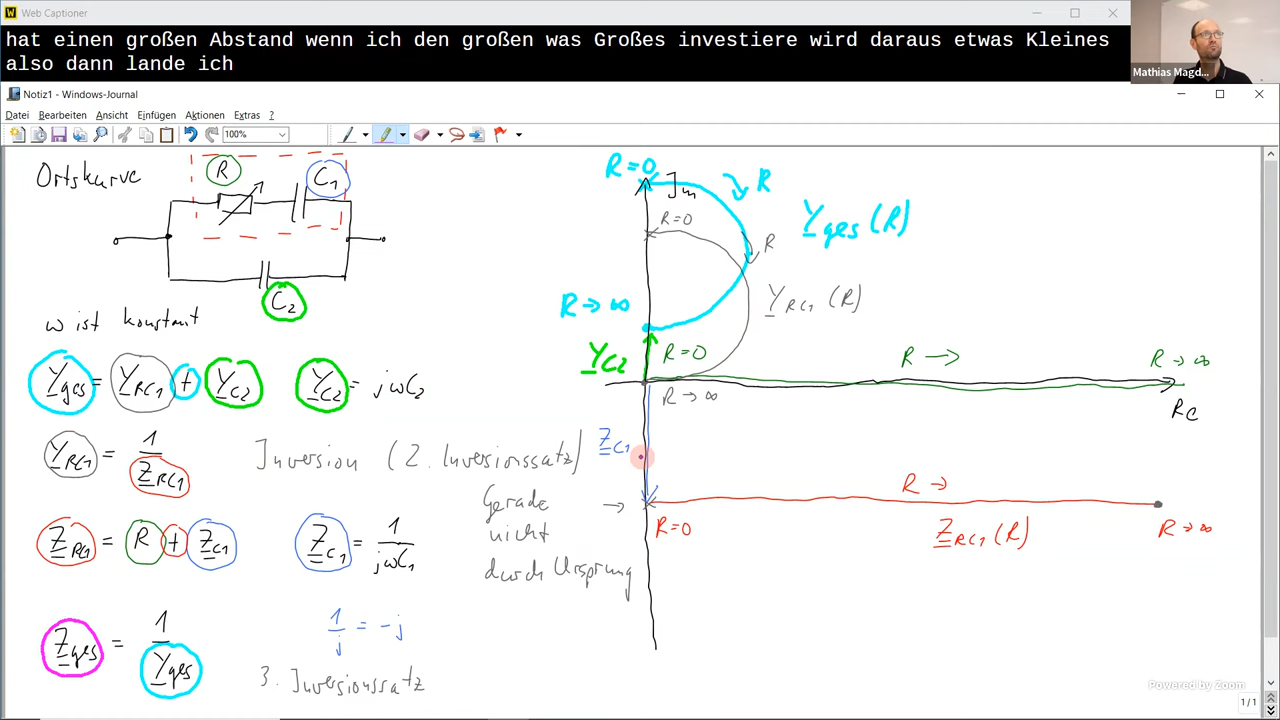 Web Captioner
hat einen großen Abstand wenn ich den großen was Großes investiere wird daraus etwas Kleines
also dann lande ich
Mathias Magd...
Notiz1 - Windows-Journal
Datei Bearbeiten Ansicht Einfügen Aktionen Extras ?
100%
Ortskurve
R
C1
C2
ω ist konstant
Yges = YRC1 + YC2
YC2 = jωC2
YRC1 = 1/ZRC1
Inversion (2. Inversionssatz)
Gerade →
nicht
durch Ursprung
ZRC1 = R + ZC1
ZC1 = 1/jωC1
1/j = -j
Zges = 1/Yges
3. Inversionssatz
R=0
Im
R
Yges (R)
R=0
R
YRC1 (R)
R → ∞
YC2
R=0
R →
R → ∞
R → ∞
Re
ZC1
R →
R=0
ZRC1 (R)
R → ∞
Powered by Zoom
1/1